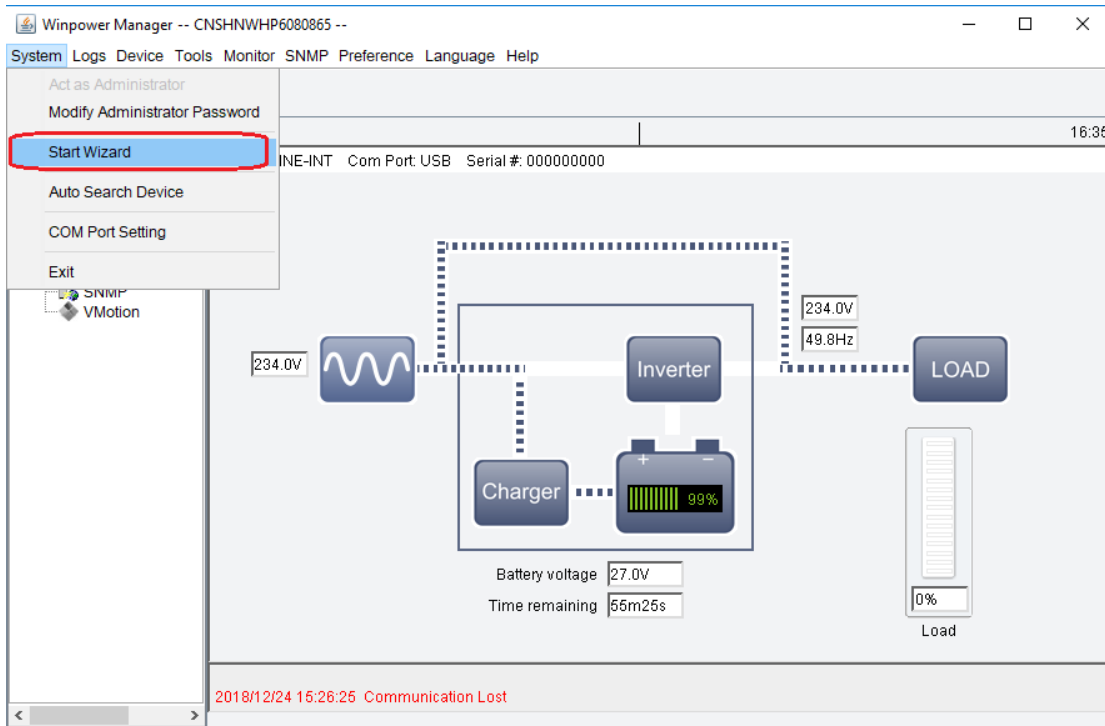 Winpower Manager -- CNSHNWHP6080865 --
System Logs Device Tools Monitor SNMP Preference Language Help
Act as Administrator
Modify Administrator Password
Start Wizard
Auto Search Device
COM Port Setting
Exit
SNMP
VMotion
16:35
INE-INT Com Port: USB Serial #: 000000000
234.0V
49.8Hz
234.0V
Inverter
LOAD
Charger
+ −
99%
Battery voltage 27.0V
Time remaining 55m25s
0%
Load
2018/12/24 15:26:25 Communication Lost